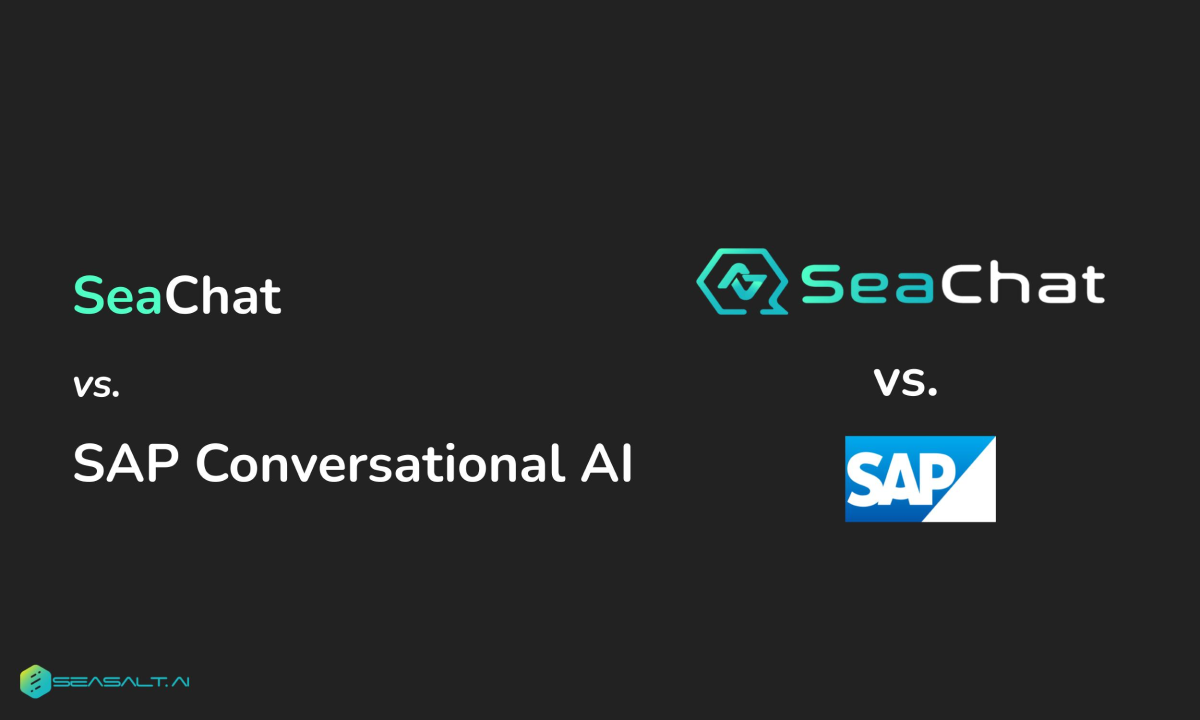 SeaChat
vs.
SAP Conversational AI
SeaChat
vs.
SAP
SEASALT.AI